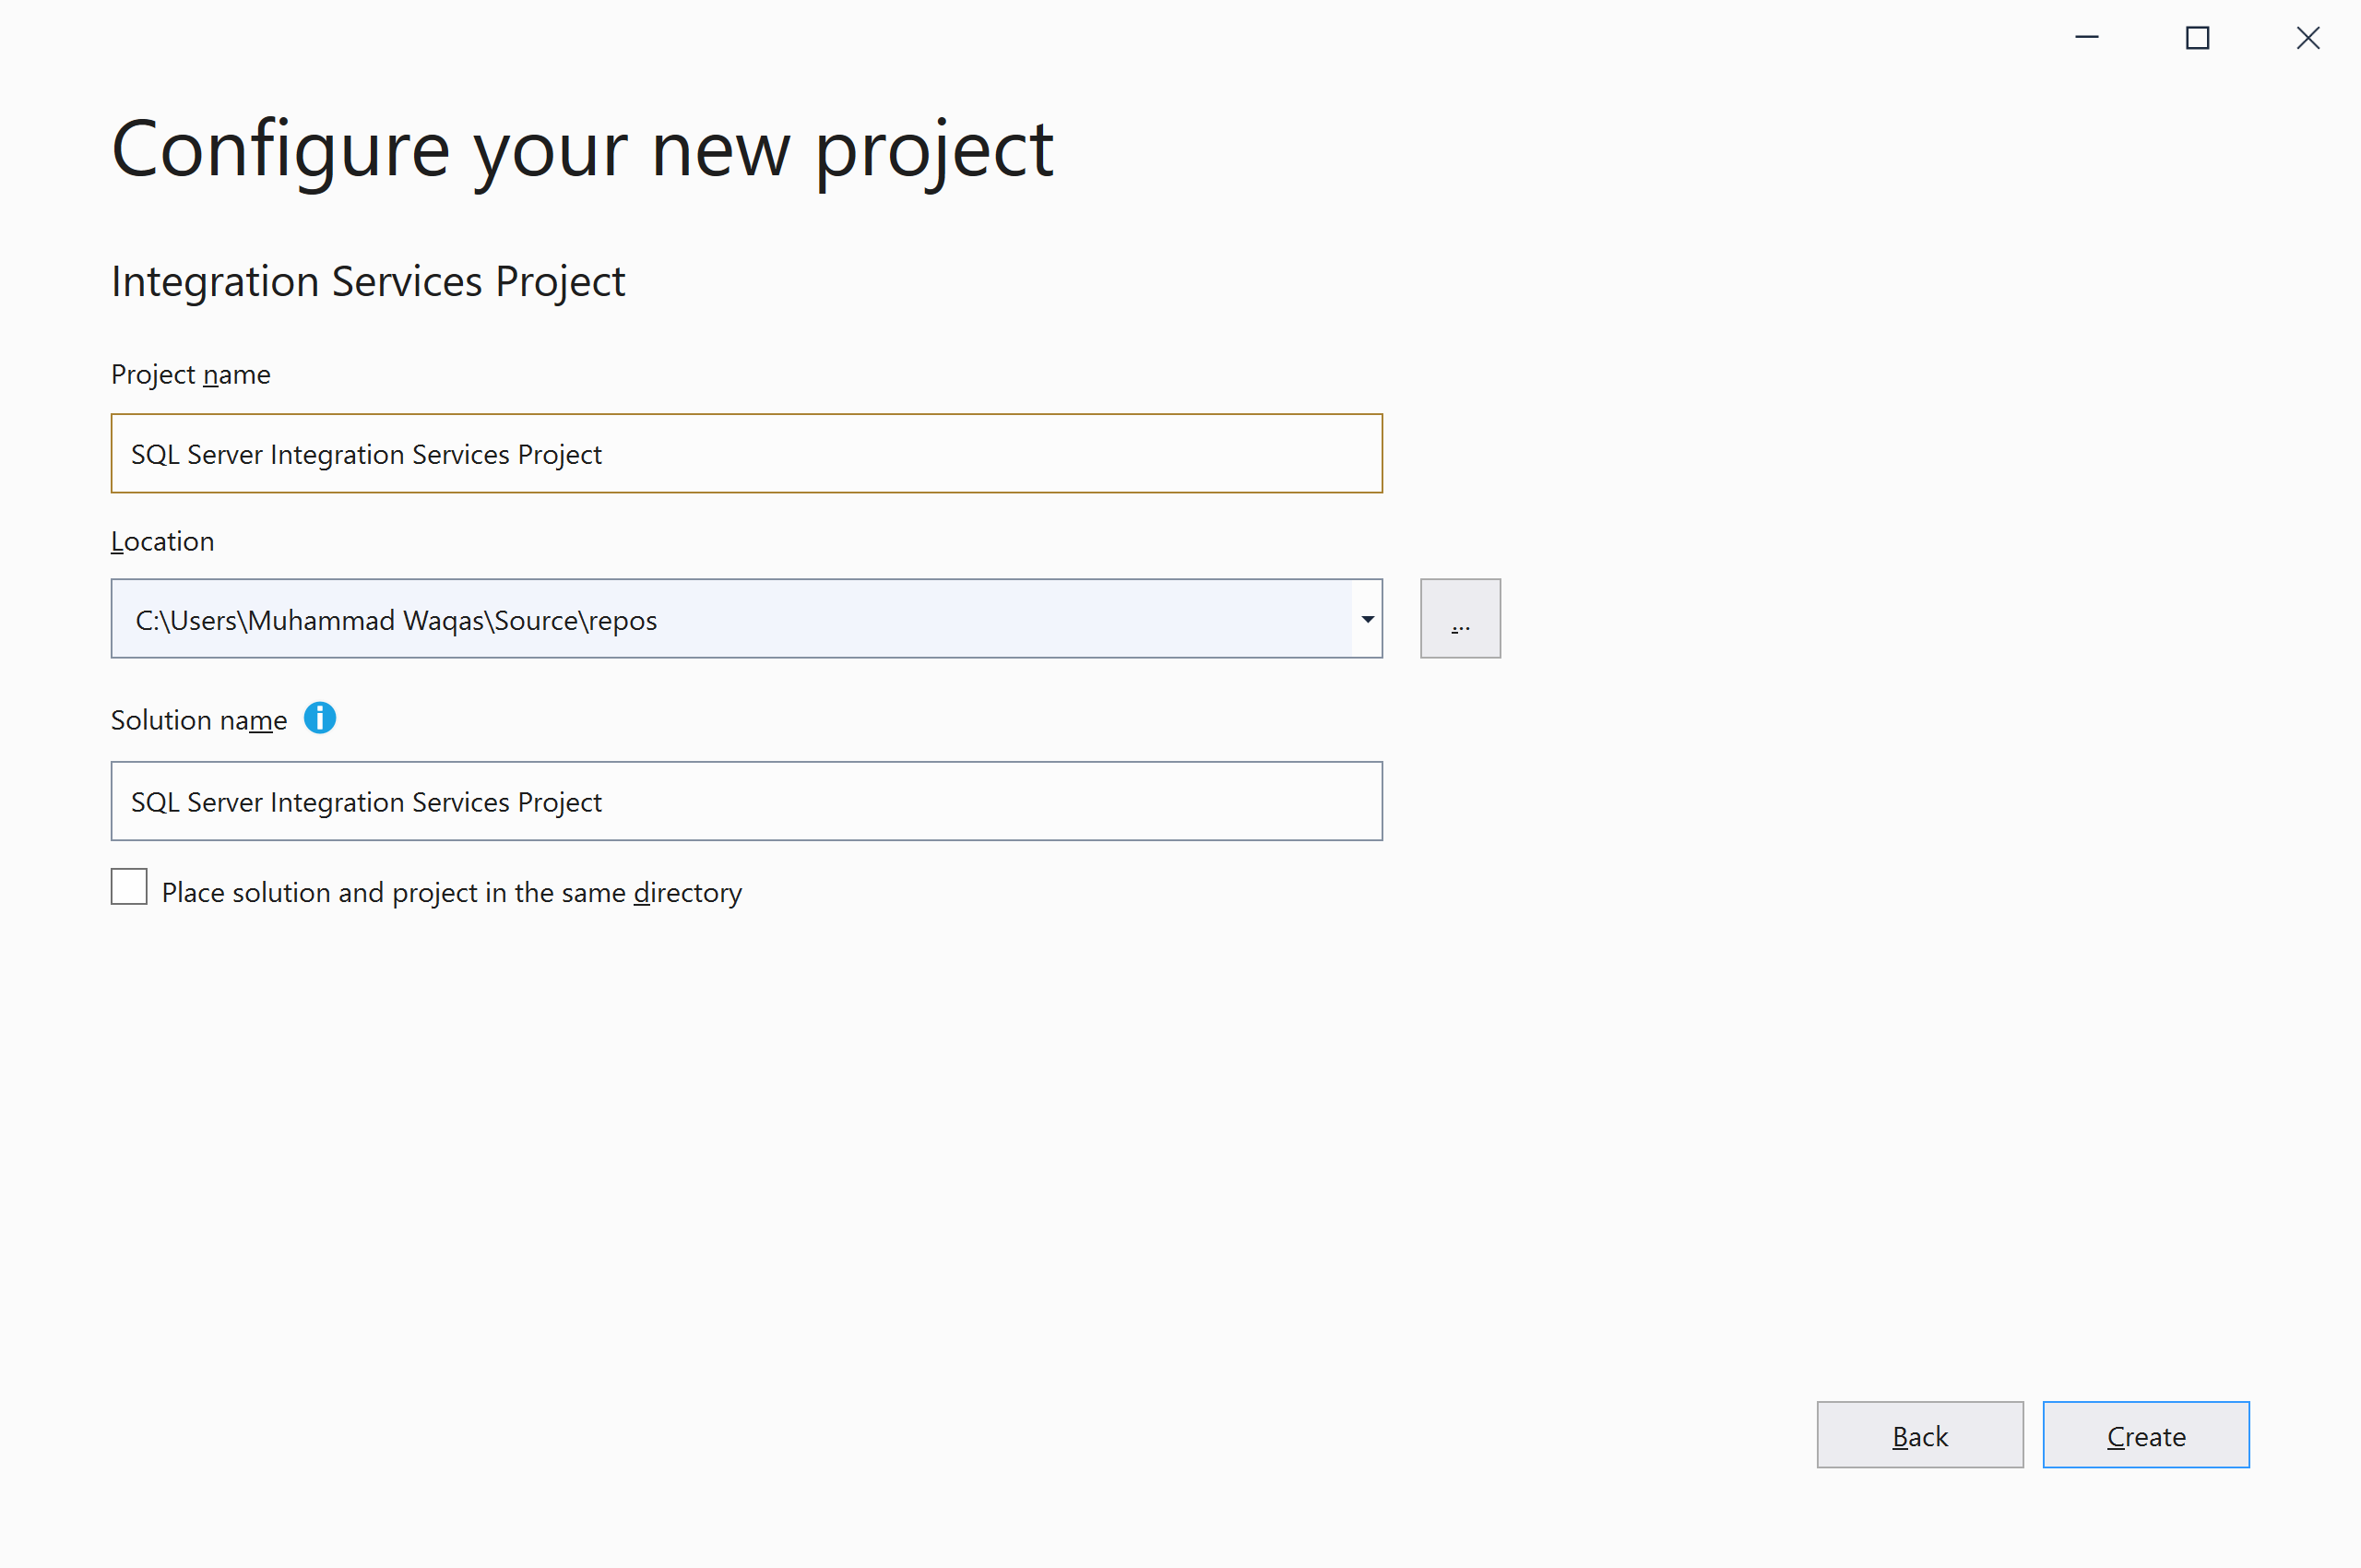 Configure your new project
Integration Services Project
Project name
SQL Server Integration Services Project
Location
C:\Users\Muhammad Waqas\Source\repos
...
Solution name
SQL Server Integration Services Project
Place solution and project in the same directory
Back
Create